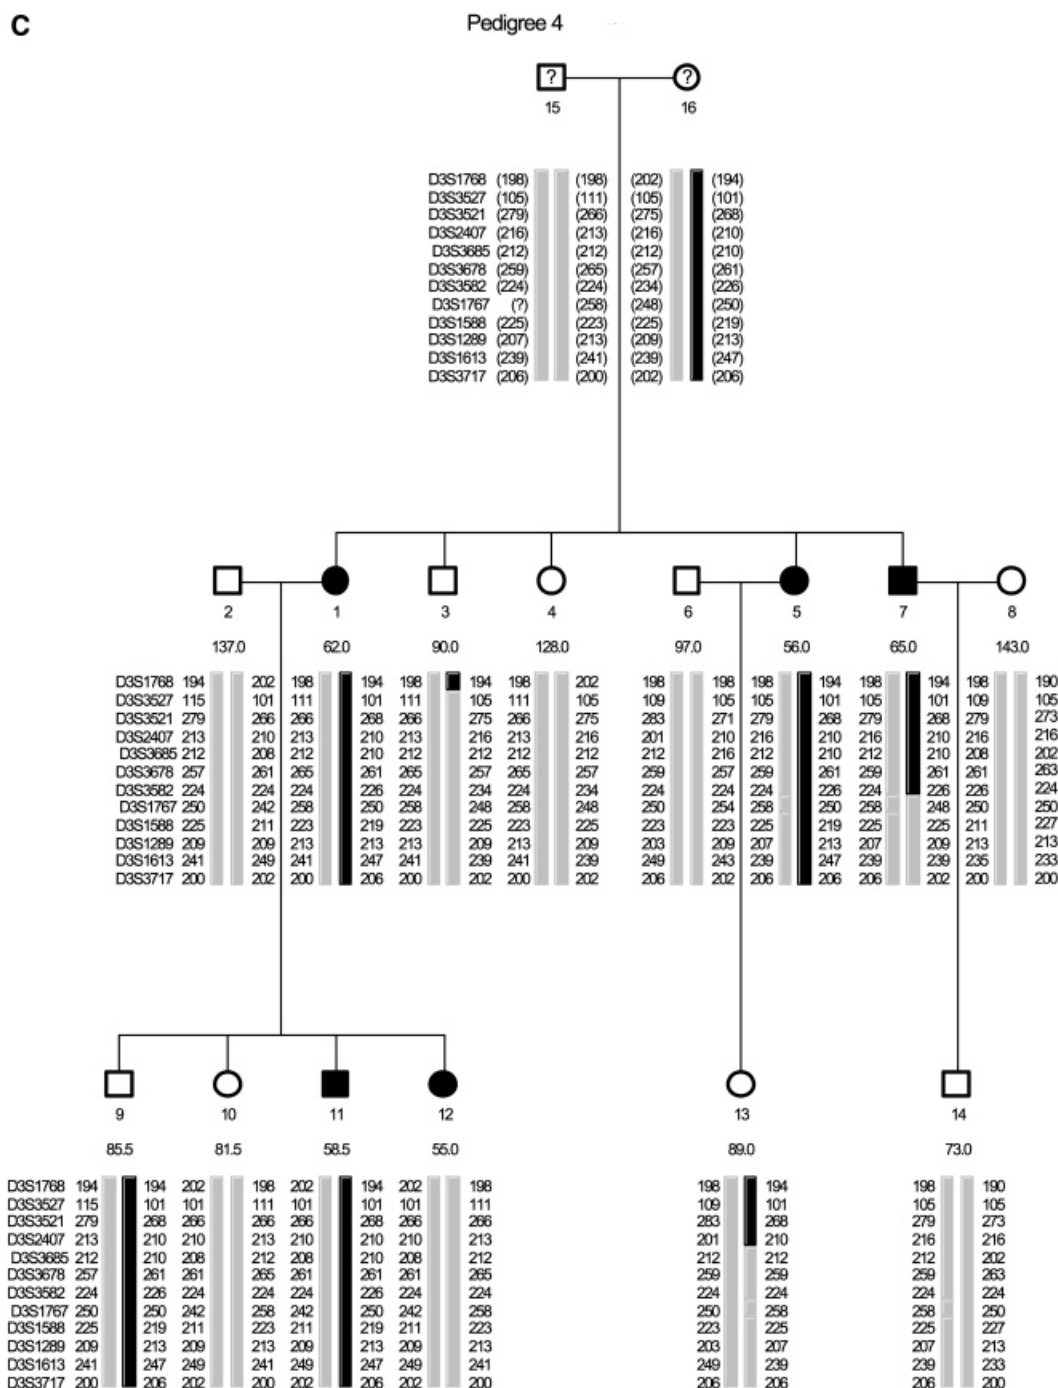 C
Pedigree 4
? ?
15 16
D3S1768 (198) (198) (202) (194)
D3S3527 (105) (111) (105) (101)
D3S3521 (279) (266) (275) (268)
D3S2407 (216) (213) (216) (210)
D3S3685 (212) (212) (212) (210)
D3S3678 (259) (265) (257) (261)
D3S3582 (224) (224) (234) (226)
D3S1767 (?) (258) (248) (250)
D3S1588 (225) (223) (225) (219)
D3S1289 (207) (213) (209) (213)
D3S1613 (239) (241) (239) (247)
D3S3717 (206) (200) (202) (206)
2 1 3 4 6 5 7 8
137.0 62.0 90.0 128.0 97.0 56.0 65.0 143.0
D3S1768 194 202 198 194 198 194 198 202 198 198 198 194 198 194 198 190
D3S3527 115 101 111 101 111 105 111 105 109 105 105 101 105 101 109 105
D3S3521 279 266 266 268 266 275 266 275 283 271 279 268 279 268 279 273
D3S2407 213 210 213 210 213 216 213 216 201 210 216 210 216 210 216 216
D3S3685 212 208 212 210 212 212 212 212 212 216 212 210 212 210 208 202
D3S3678 257 261 265 261 265 257 265 257 259 257 259 261 259 261 261 263
D3S3582 224 224 224 226 224 234 224 234 224 224 224 226 224 226 226 224
D3S1767 250 242 258 250 258 248 258 248 250 254 258 250 258 248 250 250
D3S1588 225 211 223 219 223 225 223 225 223 223 225 219 225 225 211 227
D3S1289 209 209 213 213 213 209 213 209 203 209 207 213 207 209 213 213
D3S1613 241 249 241 247 241 239 241 239 249 243 239 247 239 239 235 233
D3S3717 200 202 200 206 200 202 200 202 206 202 206 206 206 202 200 200
9 10 11 12 13 14
85.5 81.5 58.5 55.0 89.0 73.0
D3S1768 194 194 202 198 202 194 202 198 198 194 198 190
D3S3527 115 101 101 111 101 101 101 111 109 101 105 105
D3S3521 279 268 266 266 266 268 266 266 283 268 279 273
D3S2407 213 210 210 213 210 210 210 213 201 210 216 216
D3S3685 212 210 208 212 208 210 208 212 212 212 212 202
D3S3678 257 261 261 265 261 261 261 265 259 259 259 263
D3S3582 224 226 224 224 224 226 224 224 224 224 224 224
D3S1767 250 250 242 258 242 250 242 258 250 258 258 250
D3S1588 225 219 211 223 211 219 211 223 223 225 225 227
D3S1289 209 213 209 213 209 213 209 213 203 207 207 213
D3S1613 241 247 249 241 249 247 249 241 249 239 239 233
D3S3717 200 206 202 200 202 206 202 200 206 206 206 200